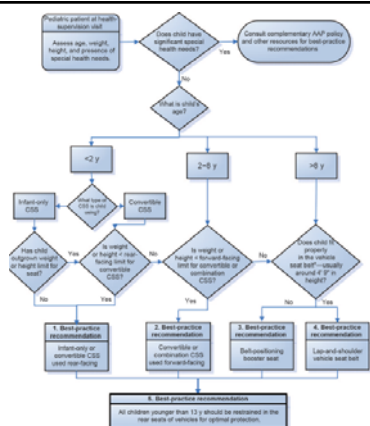 Pediatric patient at health-
supervision visit
Assess age, weight,
height, and presence of
special health needs.
Does child have
significant special
health needs?
Yes
Consult complementary AAP policy
and other resources for best-practice
recommendations
No
What is child's
age?
<2 y
2–8 y
>8 y
Infant-only
CSS
What type of
CSS is child
using?
Convertible
CSS
Has child
outgrown weight
or height limit for
seat?
Yes
Is weight
or height < rear-
facing limit for
convertible
CSS?
No
Is weight or
height < forward-facing
limit for convertible or
combination
CSS?
No
Does child fit
properly
in the vehicle
seat belt*—usually
around 4' 9" in
height?
No
Yes
Yes
No
Yes
1. Best-practice
recommendation
Infant-only or
convertible CSS
used rear-facing
2. Best-practice
recommendation
Convertible or
combination CSS
used forward-facing
3. Best-practice
recommendation
Belt-positioning
booster seat
4. Best-practice
recommendation
Lap-and-shoulder
vehicle seat belt
5. Best-practice recommendation
All children younger than 13 y should be restrained in the
rear seats of vehicles for optimal protection.